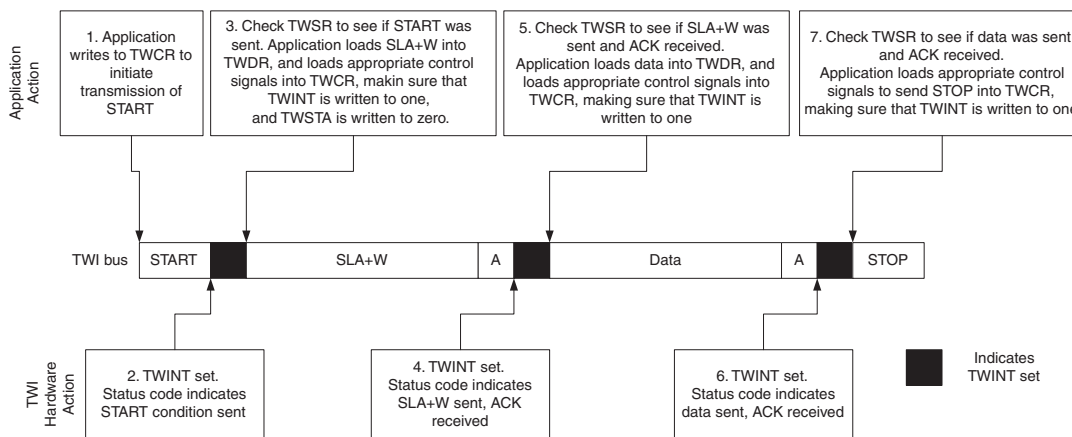 Application
Action
1. Application
writes to TWCR to
initiate
transmission of
START
3. Check TWSR to see if START was
sent. Application loads SLA+W into
TWDR, and loads appropriate control
signals into TWCR, makin sure that
TWINT is written to one,
and TWSTA is written to zero.
5. Check TWSR to see if SLA+W was
sent and ACK received.
Application loads data into TWDR, and
loads appropriate control signals into
TWCR, making sure that TWINT is
written to one
7. Check TWSR to see if data was sent
and ACK received.
Application loads appropriate control
signals to send STOP into TWCR,
making sure that TWINT is written to one
TWI bus
START
SLA+W
A
Data
A
STOP
TWI
Hardware
Action
2. TWINT set.
Status code indicates
START condition sent
4. TWINT set.
Status code indicates
SLA+W sent, ACK
received
6. TWINT set.
Status code indicates
data sent, ACK received
Indicates
TWINT set